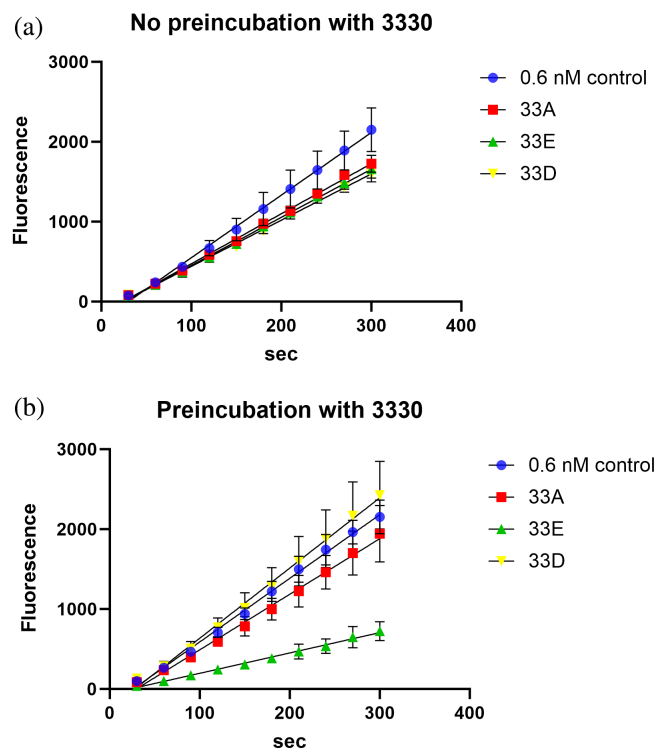 (a)
No preincubation with 3330
Fluorescence
3000
2000
1000
0
0 100 200 300 400
sec
0.6 nM control
33A
33E
33D
(b)
Preincubation with 3330
Fluorescence
3000
2000
1000
0
0 100 200 300 400
sec
0.6 nM control
33A
33E
33D